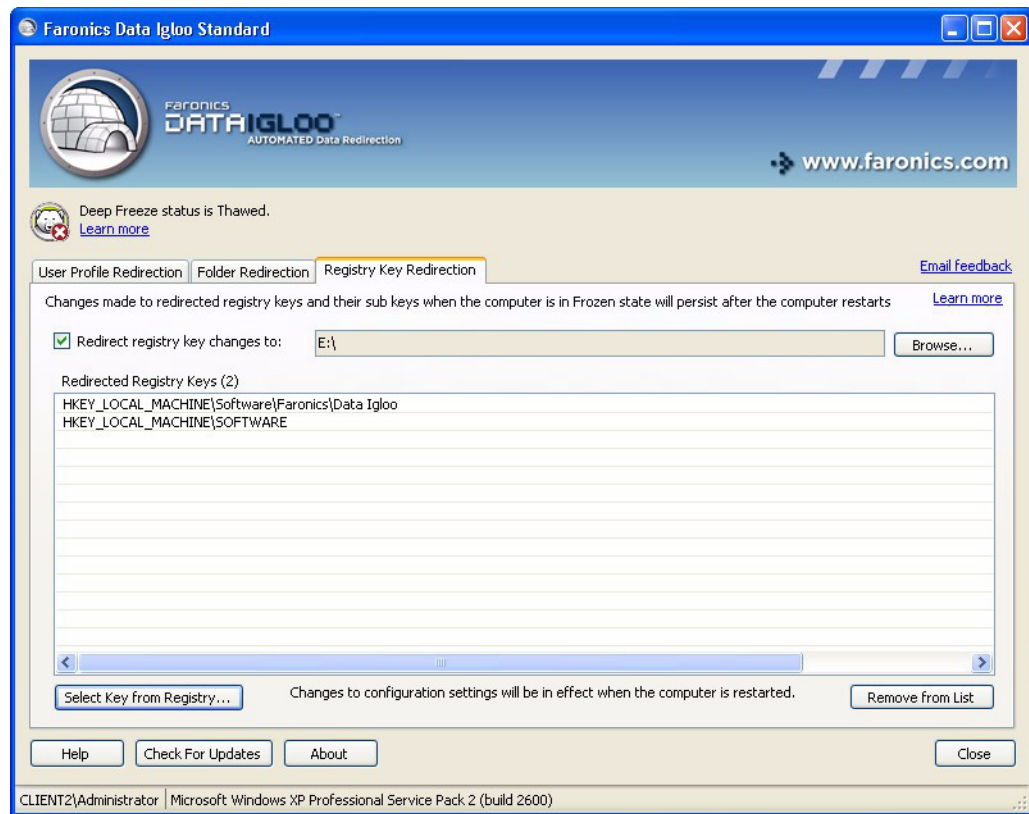 Faronics Data Igloo Standard
Faronics
DATAIGLOO™
AUTOMATED Data Redirection
www.faronics.com
Deep Freeze status is Thawed.
Learn more
User Profile Redirection
Folder Redirection
Registry Key Redirection
Email feedback
Changes made to redirected registry keys and their sub keys when the computer is in Frozen state will persist after the computer restarts
Learn more
Redirect registry key changes to:
E:\
Browse...
Redirected Registry Keys (2)
HKEY_LOCAL_MACHINE\Software\Faronics\Data Igloo
HKEY_LOCAL_MACHINE\SOFTWARE
Select Key from Registry...
Changes to configuration settings will be in effect when the computer is restarted.
Remove from List
Help
Check For Updates
About
Close
CLIENT2\Administrator
Microsoft Windows XP Professional Service Pack 2 (build 2600)